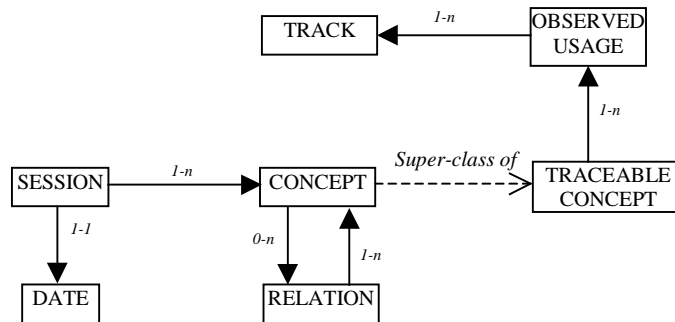 TRACK
1-n
OBSERVED
USAGE
1-n
SESSION
1-n
CONCEPT
Super-class of
TRACEABLE
CONCEPT
1-1
0-n
1-n
DATE
RELATION